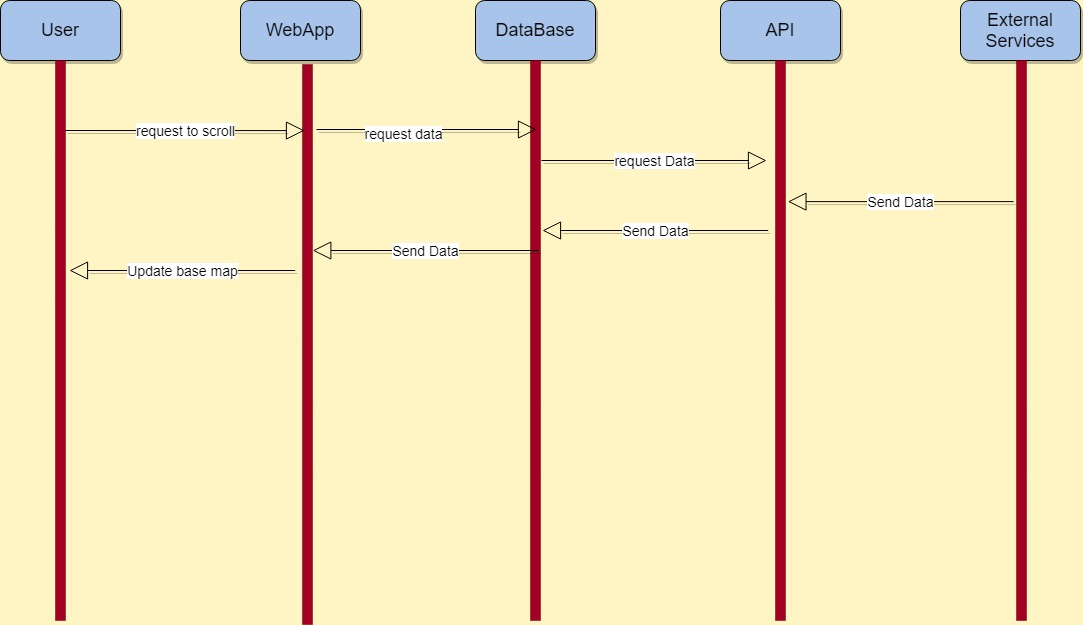 User
WebApp
DataBase
API
External
Services
request to scroll
request data
request Data
Send Data
Send Data
Send Data
Update base map